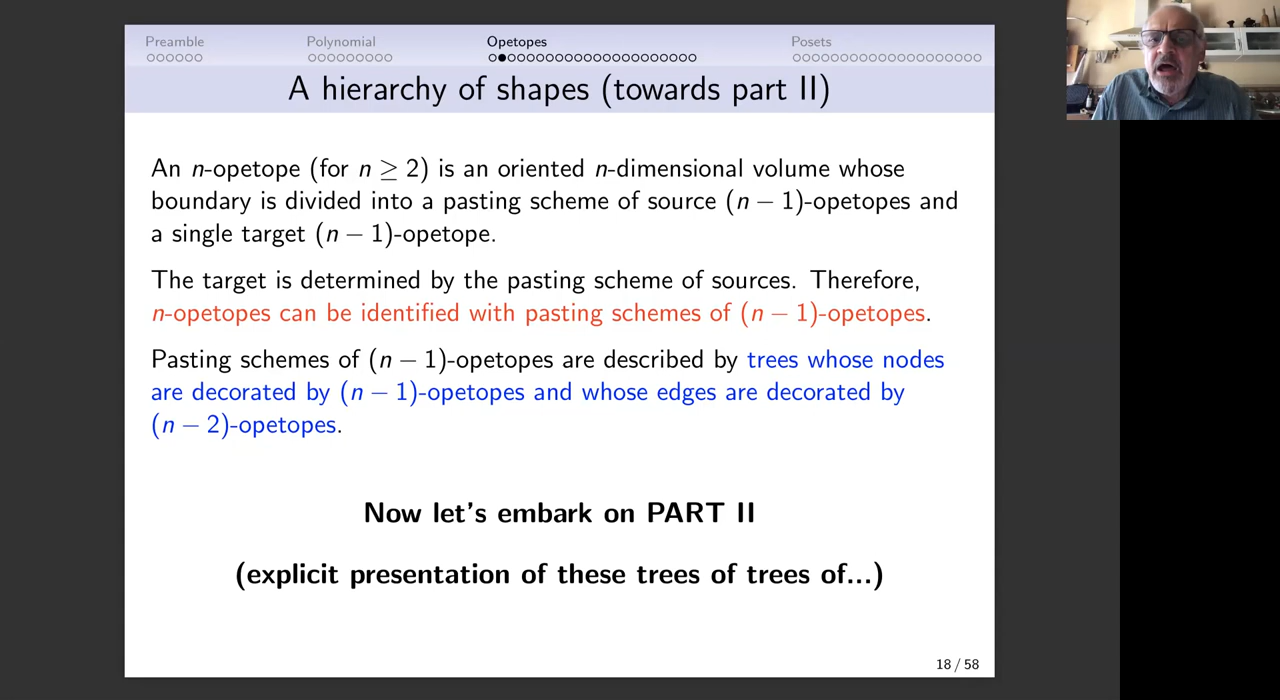 Preamble
Polynomial
Opetopes
Posets
A hierarchy of shapes (towards part II)
An n-opetope (for n ≥ 2) is an oriented n-dimensional volume whose
boundary is divided into a pasting scheme of source (n − 1)-opetopes and
a single target (n − 1)-opetope.
The target is determined by the pasting scheme of sources. Therefore,
n-opetopes can be identified with pasting schemes of (n − 1)-opetopes.
Pasting schemes of (n − 1)-opetopes are described by trees whose nodes
are decorated by (n − 1)-opetopes and whose edges are decorated by
(n − 2)-opetopes.
Now let's embark on PART II
(explicit presentation of these trees of trees of...)
18 / 58